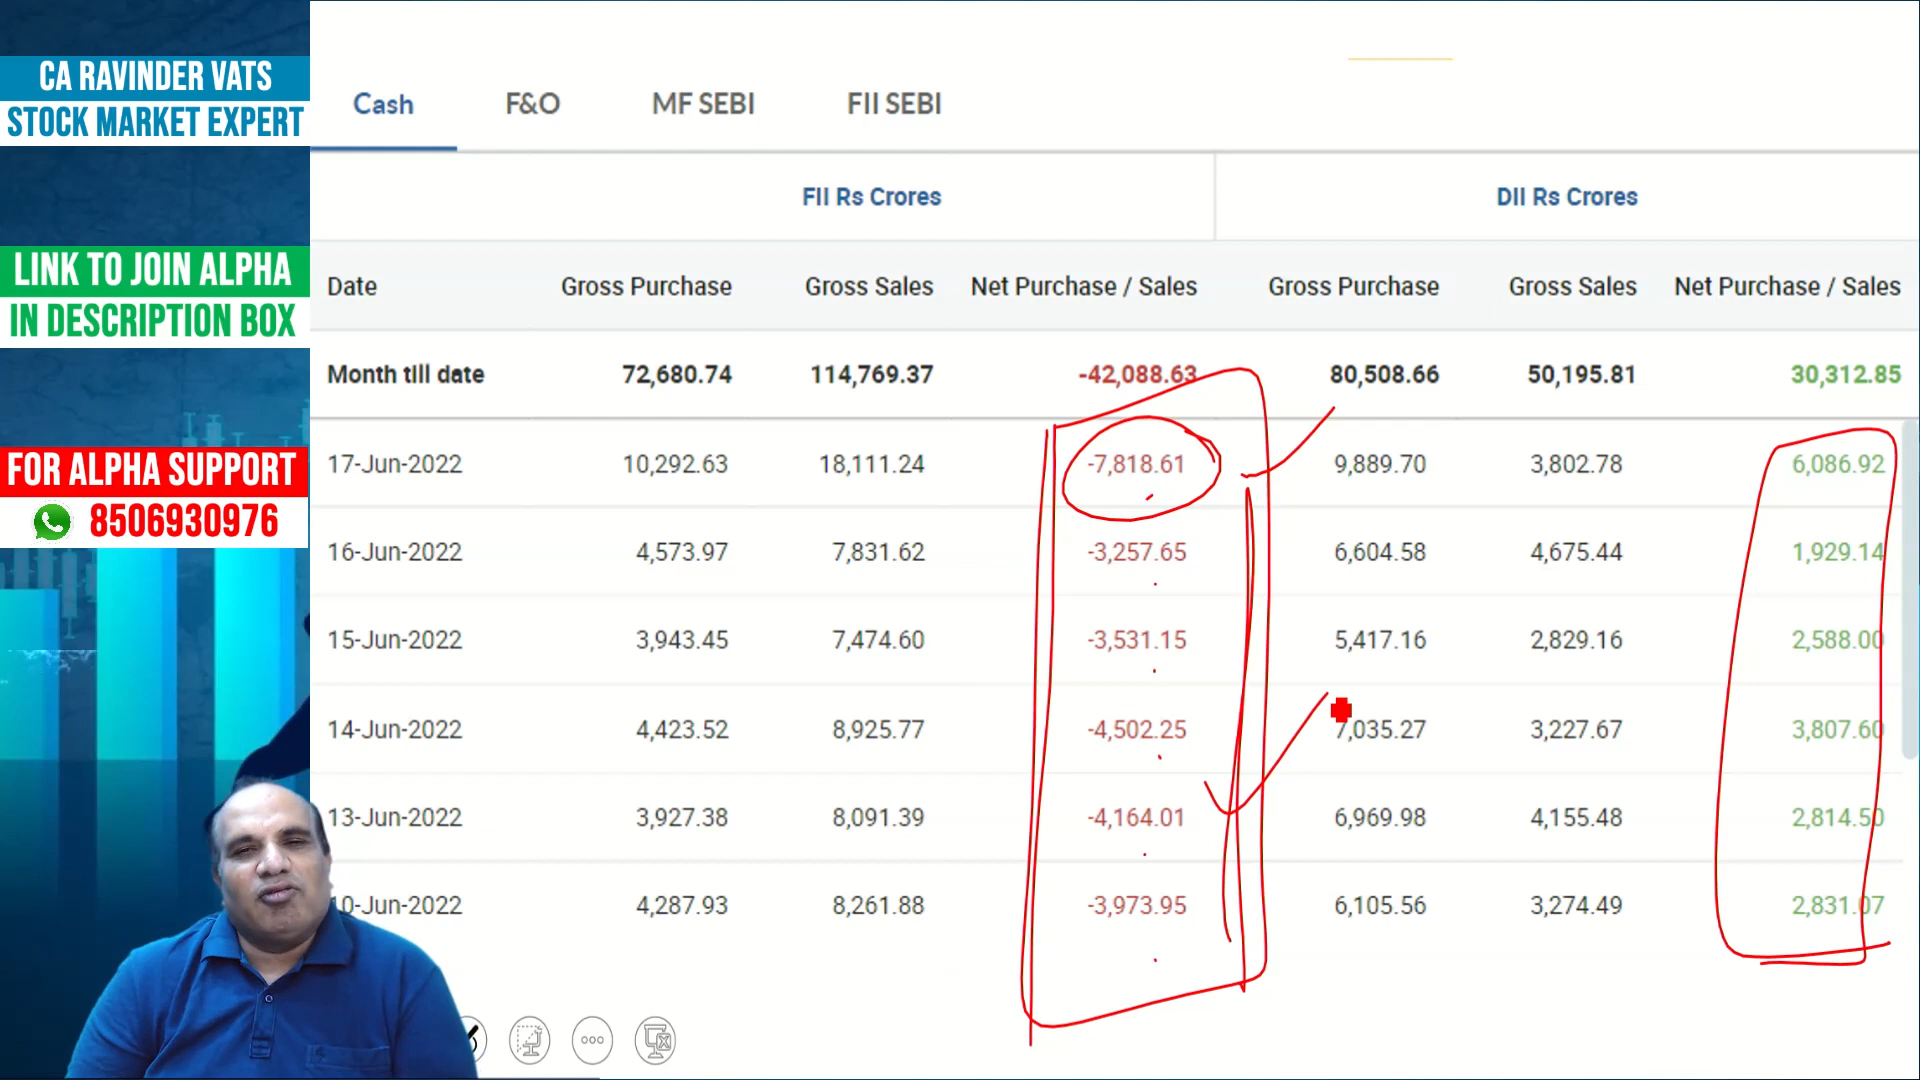 CA RAVINDER VATS
STOCK MARKET EXPERT
LINK TO JOIN ALPHA
IN DESCRIPTION BOX
FOR ALPHA SUPPORT
8506930976
Cash F&O MF SEBI FII SEBI
FII Rs Crores DII Rs Crores
Date Gross Purchase Gross Sales Net Purchase / Sales Gross Purchase Gross Sales Net Purchase / Sales
Month till date 72,680.74 114,769.37 -42,088.63 80,508.66 50,195.81 30,312.85
17-Jun-2022 10,292.63 18,111.24 -7,818.61 9,889.70 3,802.78 6,086.92
16-Jun-2022 4,573.97 7,831.62 -3,257.65 6,604.58 4,675.44 1,929.14
15-Jun-2022 3,943.45 7,474.60 -3,531.15 5,417.16 2,829.16 2,588.00
14-Jun-2022 4,423.52 8,925.77 -4,502.25 7,035.27 3,227.67 3,807.60
13-Jun-2022 3,927.38 8,091.39 -4,164.01 6,969.98 4,155.48 2,814.50
10-Jun-2022 4,287.93 8,261.88 -3,973.95 6,105.56 3,274.49 2,831.07